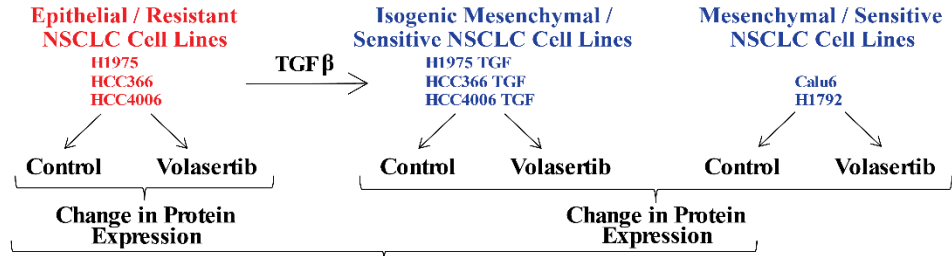 Epithelial / Resistant
NSCLC Cell Lines
H1975
HCC366
HCC4006
TGFβ
Isogenic Mesenchymal /
Sensitive NSCLC Cell Lines
H1975 TGF
HCC366 TGF
HCC4006 TGF
Mesenchymal / Sensitive
NSCLC Cell Lines
Calu6
H1792
Control
Volasertib
Control
Volasertib
Control
Volasertib
Change in Protein
Expression
Change in Protein
Expression